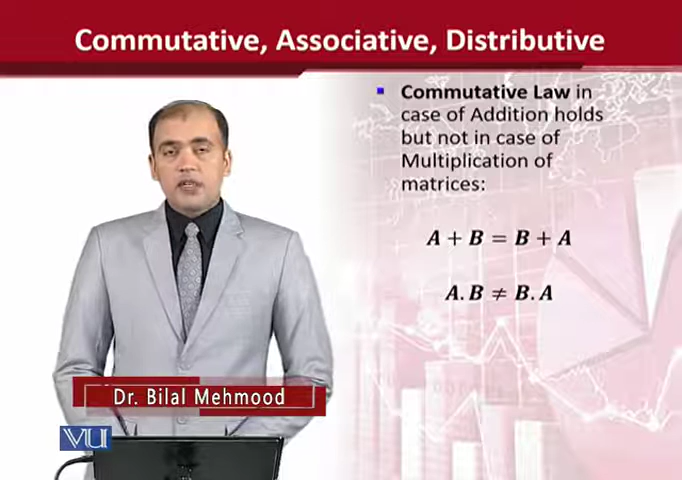 Commutative, Associative, Distributive
Commutative Law in
case of Addition holds
but not in case of
Multiplication of
matrices:
A + B = B + A
A. B ≠ B. A
Dr. Bilal Mehmood
VU